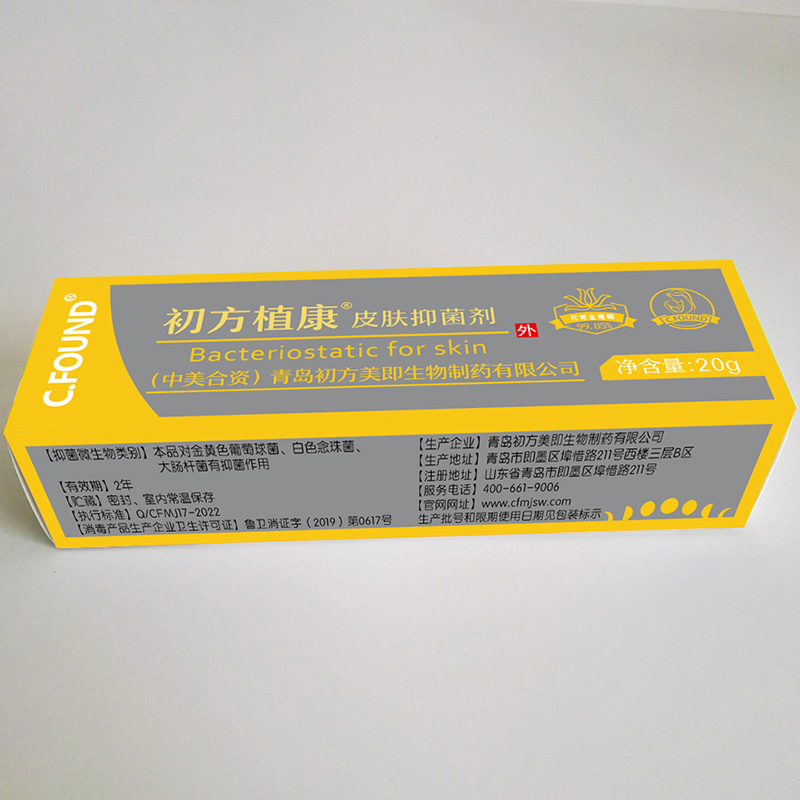 C.FOUND®
初方植康® 皮肤抑菌剂
外
Bacteriostatic for skin
(中美合资)青岛初方美即生物制药有限公司
99.85%
C.FOUND
净含量:20g
【抑菌微生物类别】本品对金黄色葡萄球菌、白色念珠菌、
大肠杆菌有抑菌作用
【有效期】2年
【贮藏】密封、室内常温保存
【执行标准】Q/CFMJ17-2022
【消毒产品生产企业卫生许可证】鲁卫消证字(2019)第0617号
【生产企业】青岛初方美即生物制药有限公司
【生产地址】青岛市即墨区埠惜路211号西楼三层B区
【注册地址】山东省青岛市即墨区埠惜路211号
【服务电话】400-661-9006
【官网网址】www.cfmjsw.com
生产批号和限期使用日期见包装标示